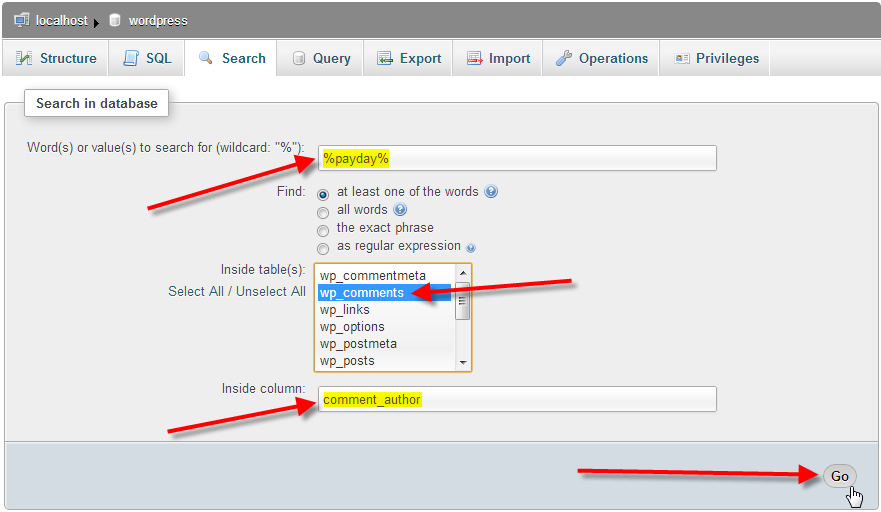 localhost wordpress
Structure SQL Search Query Export Import Operations Privileges
Search in database
Word(s) or value(s) to search for (wildcard: "%"): %payday%
Find: at least one of the words
all words
the exact phrase
as regular expression
Inside table(s): wp_commentmeta
Select All / Unselect All wp_comments
wp_links
wp_options
wp_postmeta
wp_posts
Inside column: comment_author
Go